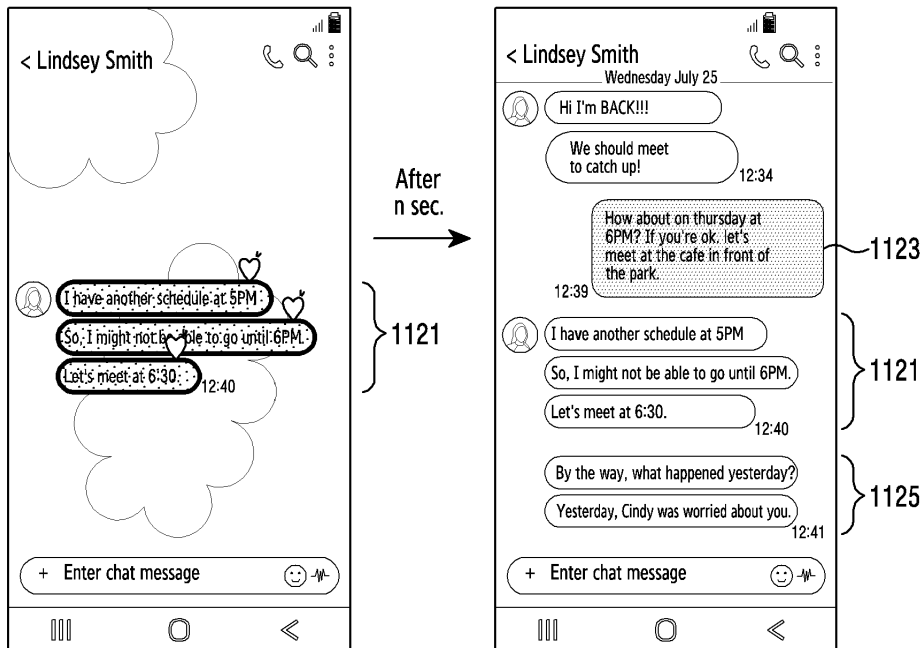 < Lindsey Smith
I have another schedule at 5PM
So, I might not be able to go until 6PM.
Let's meet at 6:30.
12:40
1121
+ Enter chat message
After
n sec.
< Lindsey Smith
Wednesday July 25
Hi I'm BACK!!!
We should meet
to catch up!
12:34
How about on thursday at
6PM? If you're ok. let's
meet at the cafe in front of
the park.
12:39
1123
I have another schedule at 5PM
So, I might not be able to go until 6PM.
Let's meet at 6:30.
12:40
1121
By the way, what happened yesterday?
Yesterday, Cindy was worried about you.
12:41
1125
+ Enter chat message